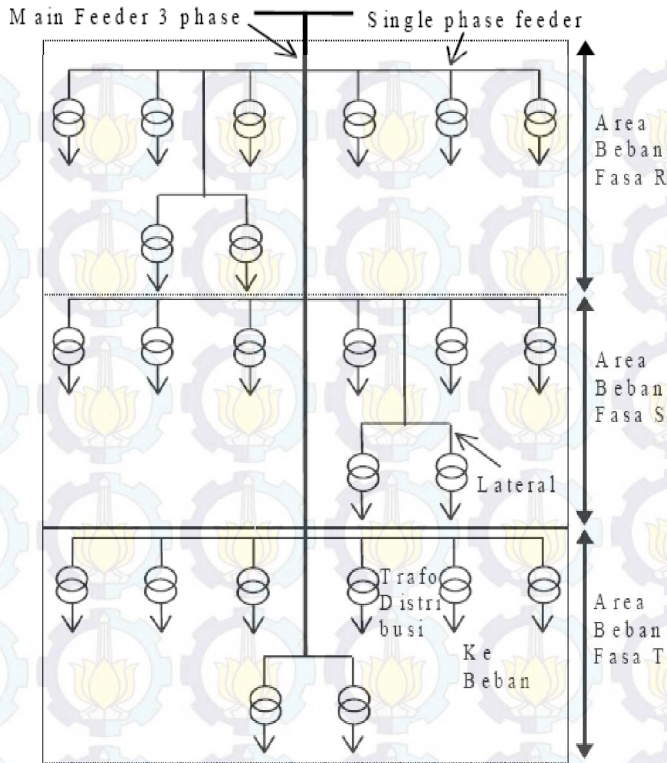 Main Feeder 3 phase
Single phase feeder
Area
Beban
Fasa R
Area
Beban
Fasa S
Lateral
Trafo
Distri
busi
Ke
Beban
Area
Beban
Fasa T